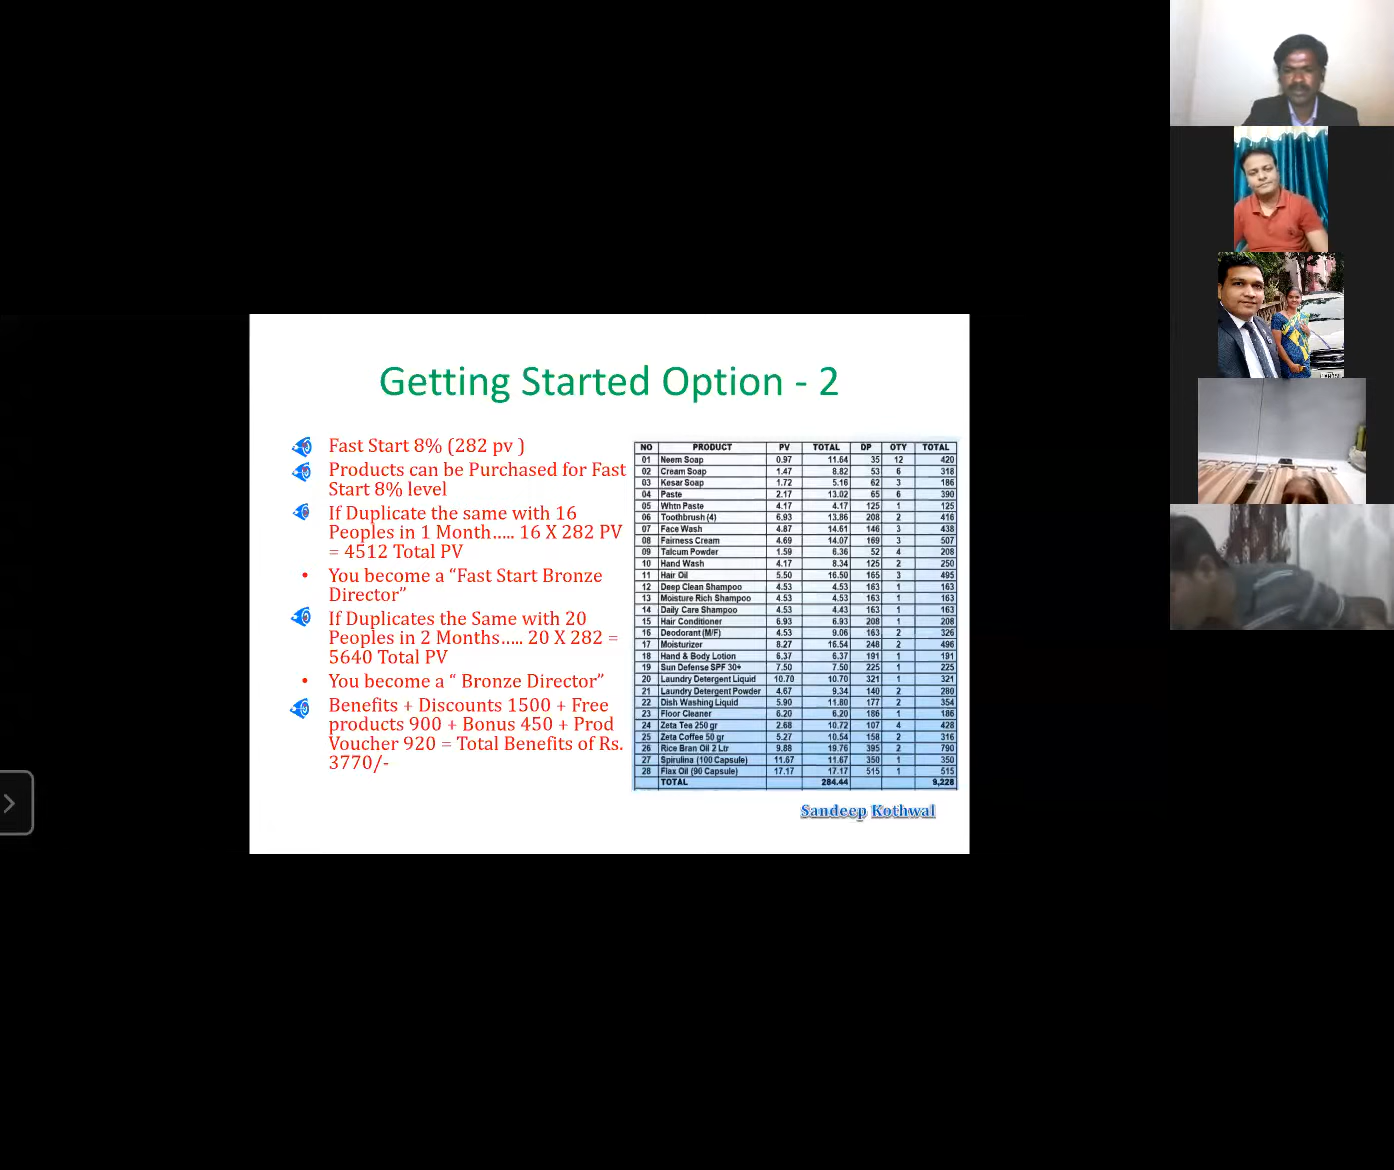 Getting Started Option - 2
Fast Start 8% (282 pv )
Products can be Purchased for Fast
Start 8% level
If Duplicate the same with 16
Peoples in 1 Month..... 16 X 282 PV
= 4512 Total PV
• You become a “Fast Start Bronze
Director”
If Duplicates the Same with 20
Peoples in 2 Months..... 20 X 282 =
5640 Total PV
• You become a “ Bronze Director”
Benefits + Discounts 1500 + Free
products 900 + Bonus 450 + Prod
Voucher 920 = Total Benefits of Rs.
3770/-
NO PRODUCT PV TOTAL DP QTY TOTAL
01 Neem Soap 0.97 11.64 35 12 420
02 Cream Soap 1.47 8.82 53 6 318
03 Kesar Soap 1.72 5.16 62 3 186
04 Paste 2.17 13.02 65 6 390
05 Whtn Paste 4.17 4.17 125 1 125
06 Toothbrush (4) 6.93 13.86 208 2 416
07 Face Wash 4.87 14.61 146 3 438
08 Fairness Cream 4.69 14.07 169 3 507
09 Talcum Powder 1.59 6.36 52 4 208
10 Hand Wash 4.17 8.34 125 2 250
11 Hair Oil 5.50 16.50 165 3 495
12 Deep Clean Shampoo 4.53 4.53 163 1 163
13 Moisture Rich Shampoo 4.53 4.53 163 1 163
14 Daily Care Shampoo 4.53 4.43 163 1 163
15 Hair Conditioner 6.93 6.93 208 1 208
16 Deodorant (M/F) 4.53 9.06 163 2 326
17 Moisturizer 8.27 16.54 248 2 496
18 Hand & Body Lotion 6.37 6.37 191 1 191
19 Sun Defense SPF 30+ 7.50 7.50 225 1 225
20 Laundry Detergent Liquid 10.70 10.70 321 1 321
21 Laundry Detergent Powder 4.67 9.34 140 2 280
22 Dish Washing Liquid 5.90 11.80 177 2 354
23 Floor Cleaner 6.20 6.20 186 1 186
24 Zeta Tea 250 gr 2.68 10.72 107 4 428
25 Zeta Coffee 50 gr 5.27 10.54 158 2 316
26 Rice Bran Oil 2 Ltr 9.88 19.76 395 2 790
27 Spirulina (100 Capsule) 11.67 11.67 350 1 350
28 Flax Oil (90 Capsule) 17.17 17.17 515 1 515
TOTAL 284.44 9,228
Sandeep Kothwal